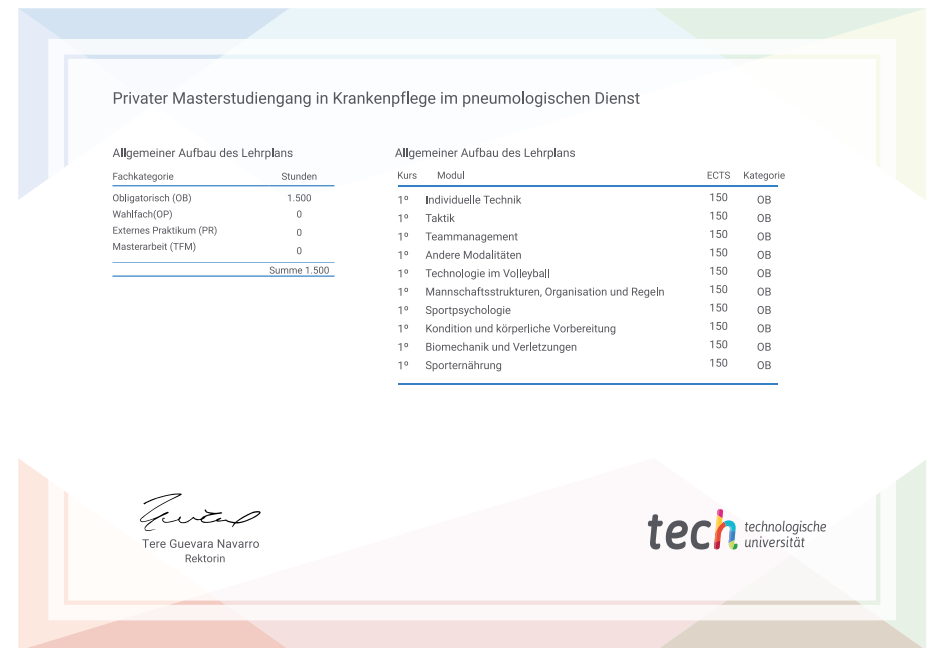 Privater Masterstudiengang in Krankenpflege im pneumologischen Dienst
Allgemeiner Aufbau des Lehrplans
Fachkategorie Stunden
Obligatorisch (OB) 1.500
Wahlfach(OP) 0
Externes Praktikum (PR) 0
Masterarbeit (TFM) 0
Summe 1.500
Allgemeiner Aufbau des Lehrplans
Kurs Modul ECTS Kategorie
1º Individuelle Technik 150 OB
1º Taktik 150 OB
1º Teammanagement 150 OB
1º Andere Modalitäten 150 OB
1º Technologie im Volleyball 150 OB
1º Mannschaftsstrukturen, Organisation und Regeln 150 OB
1º Sportpsychologie 150 OB
1º Kondition und körperliche Vorbereitung 150 OB
1º Biomechanik und Verletzungen 150 OB
1º Sporternährung 150 OB
Tere Guevara Navarro
Rektorin
tech technologische
universität